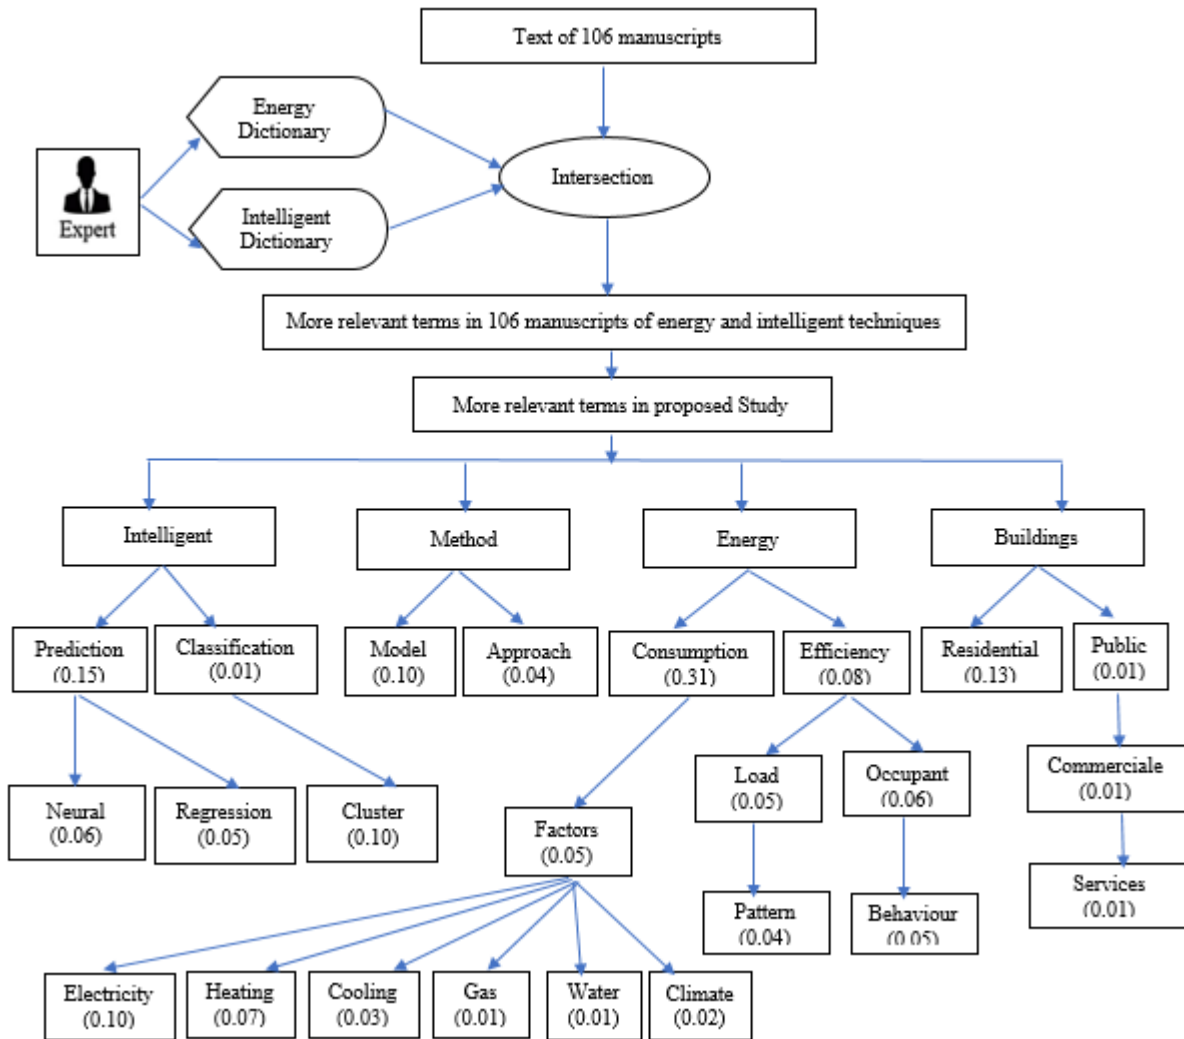 Text of 106 manuscripts
Energy
Dictionary
Expert
Intersection
Intelligent
Dictionary
More relevant terms in 106 manuscripts of energy and intelligent techniques
More relevant terms in proposed Study
Intelligent
Method
Energy
Buildings
Prediction
(0.15)
Classification
(0.01)
Model
(0.10)
Approach
(0.04)
Consumption
(0.31)
Efficiency
(0.08)
Residential
(0.13)
Public
(0.01)
Neural
(0.06)
Regression
(0.05)
Cluster
(0.10)
Factors
(0.05)
Load
(0.05)
Occupant
(0.06)
Commerciale
(0.01)
Pattern
(0.04)
Behaviour
(0.05)
Services
(0.01)
Electricity
(0.10)
Heating
(0.07)
Cooling
(0.03)
Gas
(0.01)
Water
(0.01)
Climate
(0.02)